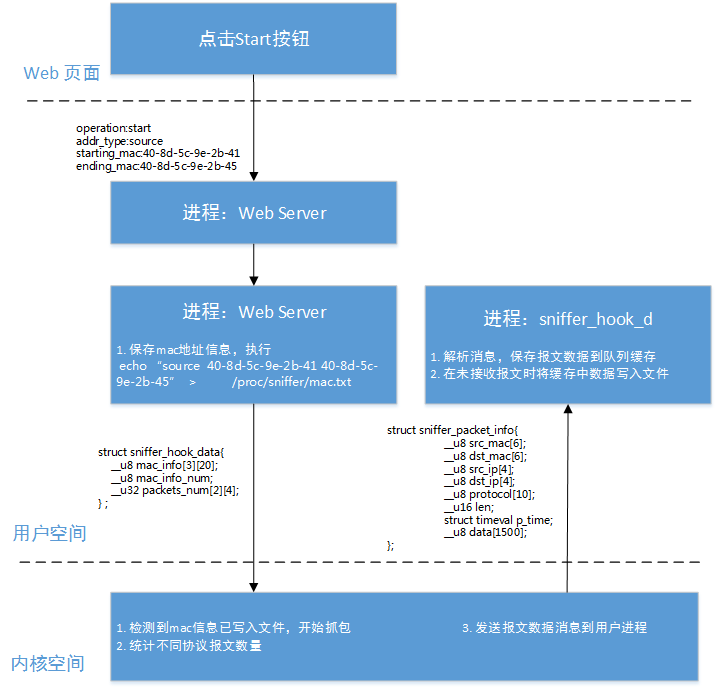 点击Start按钮
Web 页面
operation:start
addr_type:source
starting_mac:40-8d-5c-9e-2b-41
ending_mac:40-8d-5c-9e-2b-45
进程：Web Server
进程：Web Server
1. 保存mac地址信息，执行
echo “source 40-8d-5c-9e-2b-41 40-8d-5c-
9e-2b-45” > /proc/sniffer/mac.txt
进程：sniffer_hook_d
1. 解析消息，保存报文数据到队列缓存
2. 在未接收报文时将缓存中数据写入文件
struct sniffer_hook_data{
__u8 mac_info[3][20];
__u8 mac_info_num;
__u32 packets_num[2][4];
} ;
struct sniffer_packet_info{
__u8 src_mac[6];
__u8 dst_mac[6];
__u8 src_ip[4];
__u8 dst_ip[4];
__u8 protocol[10];
__u16 len;
struct timeval p_time;
__u8 data[1500];
};
用户空间
1. 检测到mac信息已写入文件，开始抓包
2. 统计不同协议报文数量
3. 发送报文数据消息到用户进程
内核空间